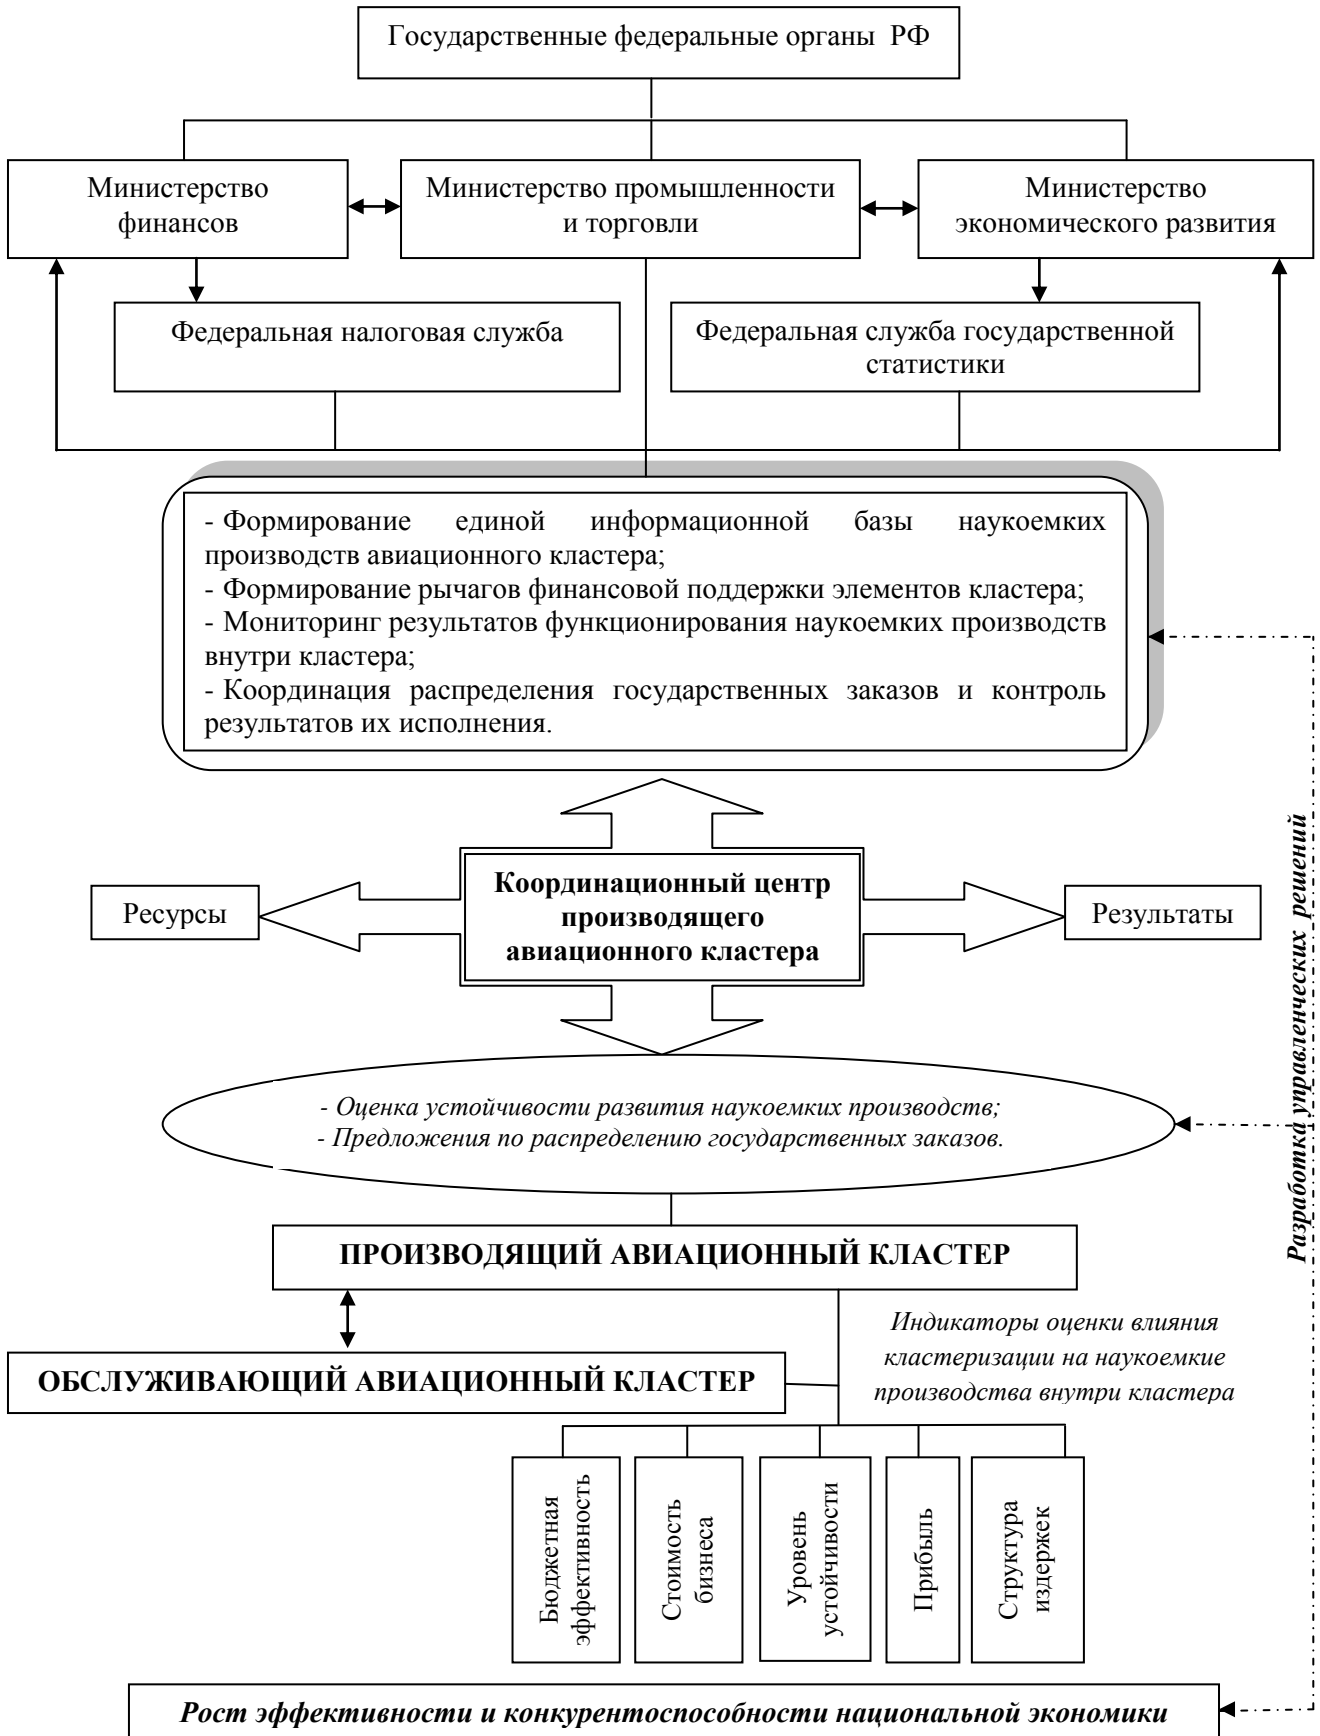 Государственные федеральные органы РФ
Министерство
финансов
Министерство промышленности
и торговли
Министерство
экономического развития
Федеральная налоговая служба
Федеральная служба государственной
статистики
- Формирование единой информационной базы наукоемких
производств авиационного кластера;
- Формирование рычагов финансовой поддержки элементов кластера;
- Мониторинг результатов функционирования наукоемких производств
внутри кластера;
- Координация распределения государственных заказов и контроль
результатов их исполнения.
Ресурсы
Координационный центр
производящего
авиационного кластера
Результаты
Разработка управленческих решений
- Оценка устойчивости развития наукоемких производств;
- Предложения по распределению государственных заказов.
ПРОИЗВОДЯЩИЙ АВИАЦИОННЫЙ КЛАСТЕР
Индикаторы оценки влияния
кластеризации на наукоемкие
производства внутри кластера
ОБСЛУЖИВАЮЩИЙ АВИАЦИОННЫЙ КЛАСТЕР
Бюджетная
эффективность
Стоимость
бизнеса
Уровень
устойчивости
Прибыль
Структура
издержек
Рост эффективности и конкурентоспособности национальной экономики